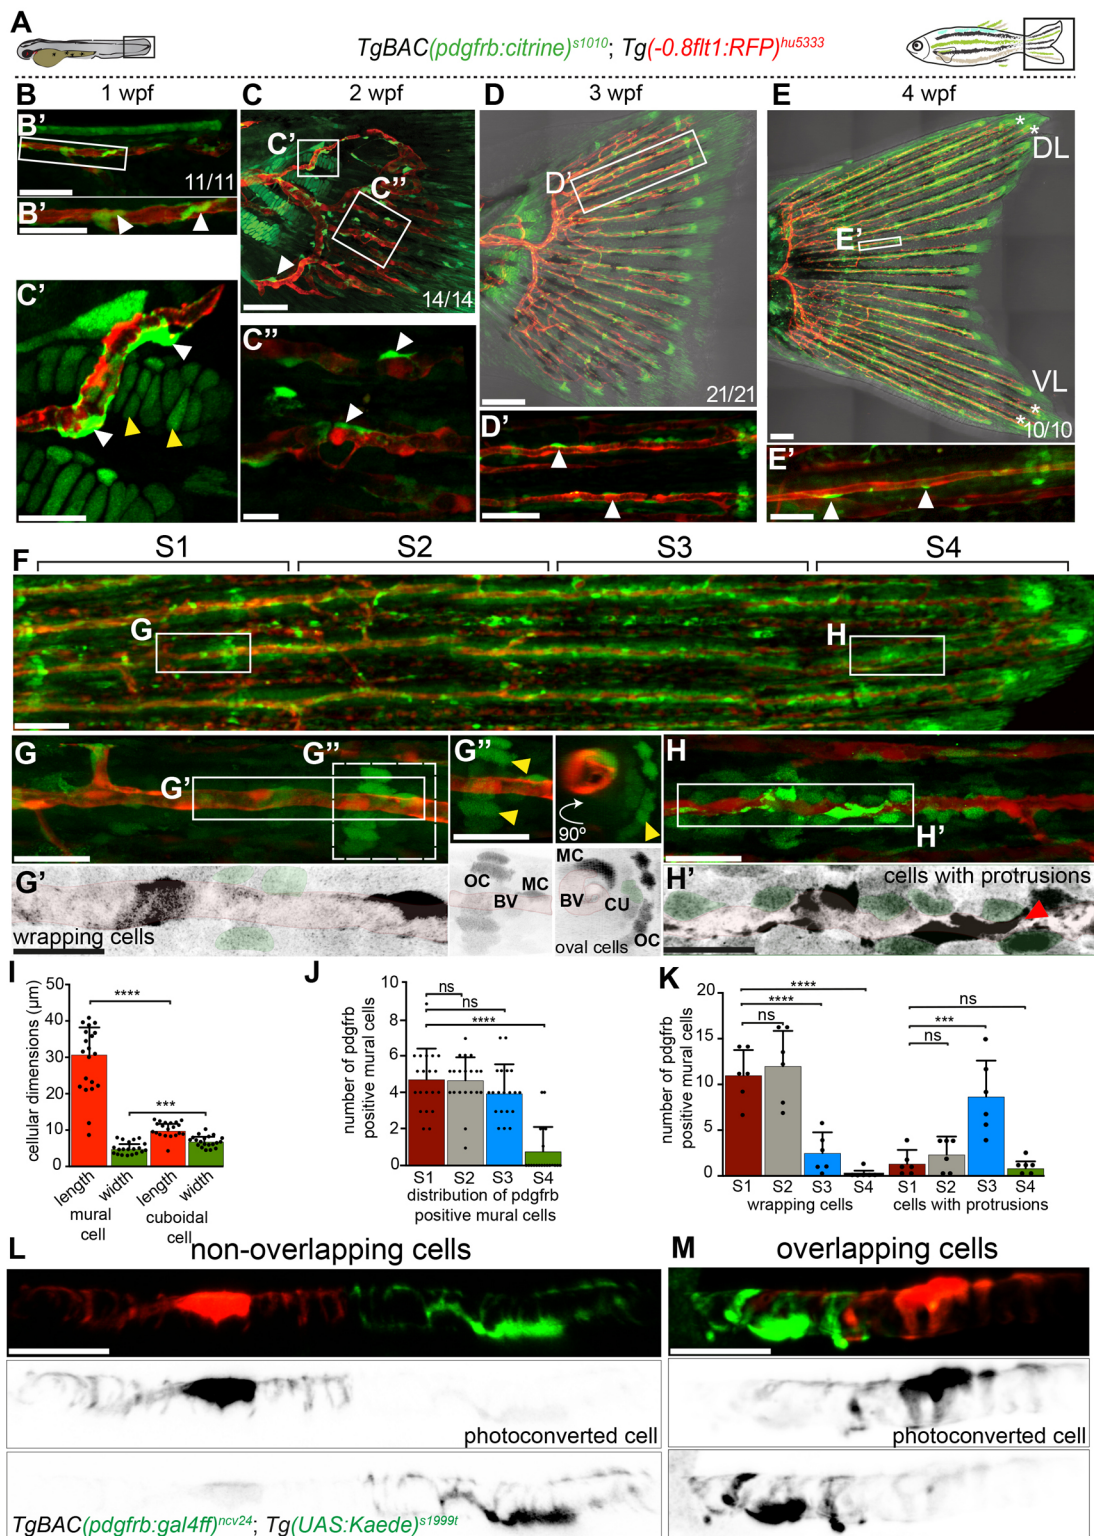 A
TgBAC(pdgfrb:citrine)s1010; Tg(-0.8flt1:RFP)hu5333
B 1 wpf
C 2 wpf
D 3 wpf
E 4 wpf
B'
11/11
B'
C'
C''
14/14
D'
21/21
E'
DL
VL
10/10
* * * *
C'
C''
D'
E'
F
S1 S2 S3 S4
G
H
G
G'
G''
G''
90º
H
H'
G'
wrapping cells
OC
MC
BV
MC
BV
CU
OC
oval cells
H'
cells with protrusions
I
cellular dimensions (µm)
50
40
30
20
10
0
****
***
length width length width
mural cell
cuboidal cell
J
number of pdgfrb
positive mural cells
10
8
6
4
2
0
ns
ns
****
S1 S2 S3 S4
distribution of pdgfrb
positive mural cells
K
number of pdgfrb
positive mural cells
20
15
10
5
0
****
****
ns
ns
***
ns
S1 S2 S3 S4 S1 S2 S3 S4
wrapping cells
cells with protrusions
L
non-overlapping cells
M
overlapping cells
photoconverted cell
photoconverted cell
TgBAC(pdgfrb:gal4ff)ncv24; Tg(UAS:Kaede)s1999t